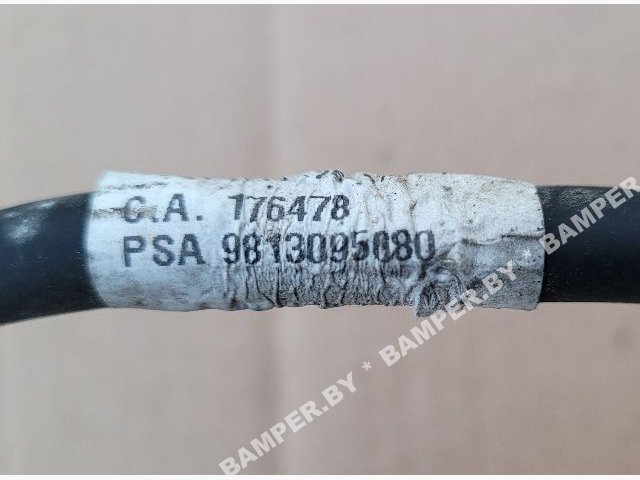 C.A. 176478
PSA 9813095080
BAMPER.BY * BAMPER.BY * BAMPER